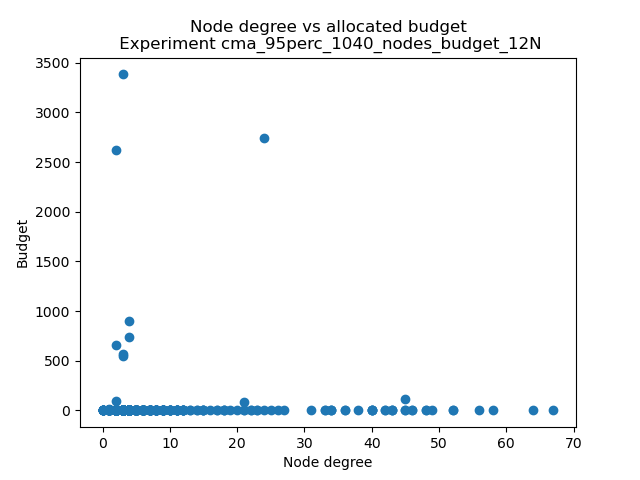 Node degree vs allocated budget
Experiment cma_95perc_1040_nodes_budget_12N
3500
3000
2500
2000
1500
1000
500
0
Budget
0 10 20 30 40 50 60 70
Node degree